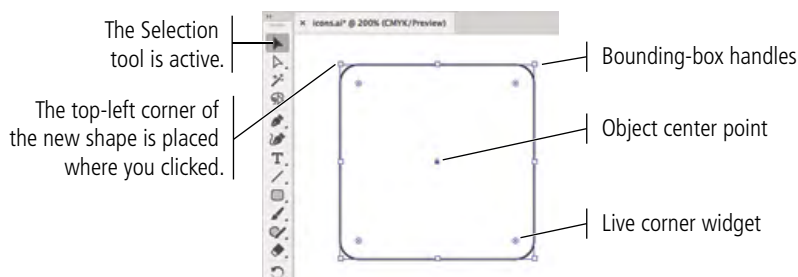 The Selection
tool is active.
× icons.ai* @ 200% (CMYK/Preview)
Bounding-box handles
The top-left corner of
the new shape is placed
where you clicked.
Object center point
Live corner widget